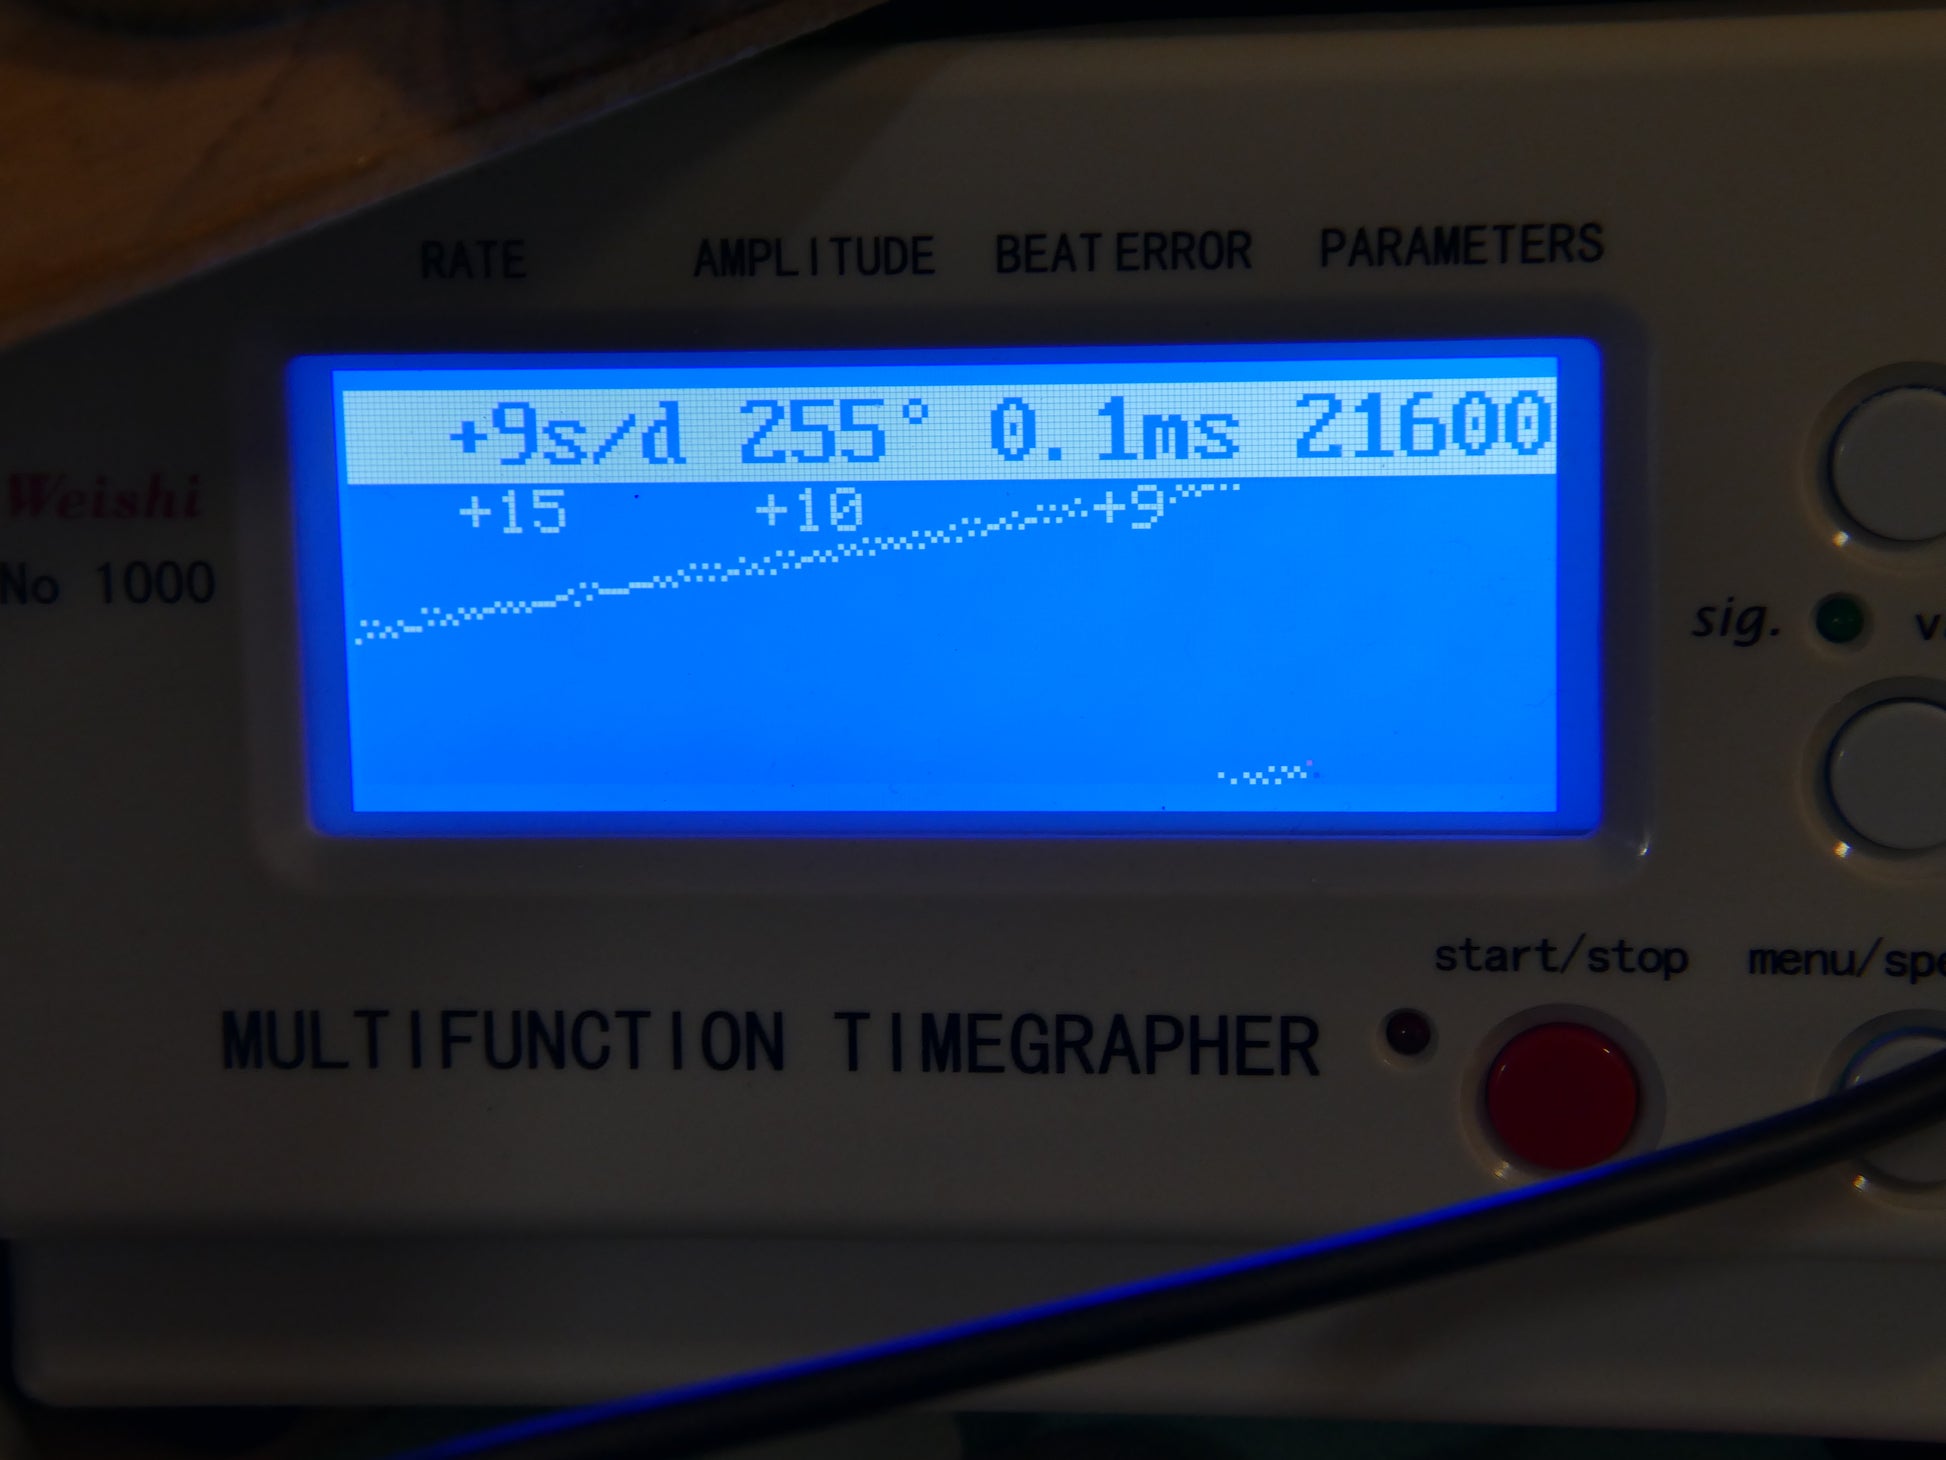 RATE AMPLITUDE BEAT ERROR PARAMETERS
+9s/d 255° 0.1ms 21600
+15 +10 +9
Weishi
No 1000
sig.
start/stop
MULTIFUNCTION TIMEGRAPHER